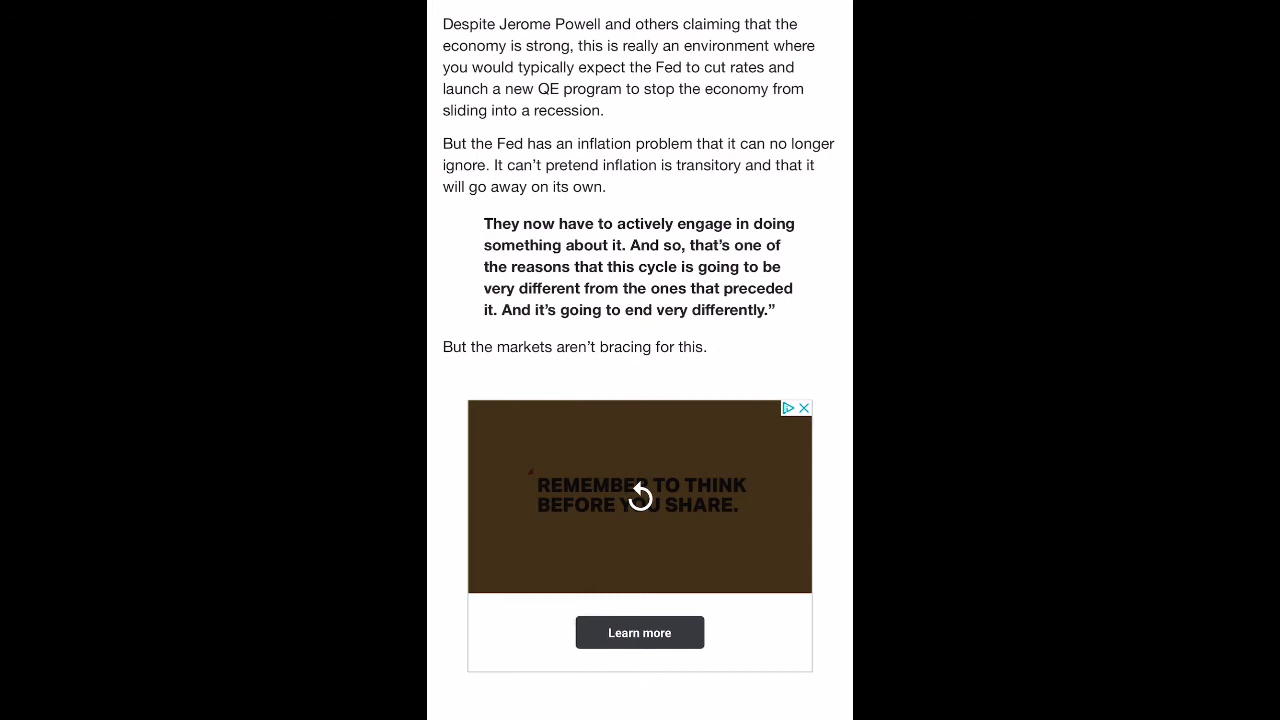 Despite Jerome Powell and others claiming that the
economy is strong, this is really an environment where
you would typically expect the Fed to cut rates and
launch a new QE program to stop the economy from
sliding into a recession.
But the Fed has an inflation problem that it can no longer
ignore. It can’t pretend inflation is transitory and that it
will go away on its own.
They now have to actively engage in doing
something about it. And so, that’s one of
the reasons that this cycle is going to be
very different from the ones that preceded
it. And it’s going to end very differently.”
But the markets aren’t bracing for this.
REMEMBER TO THINK
BEFORE YOU SHARE.
Learn more